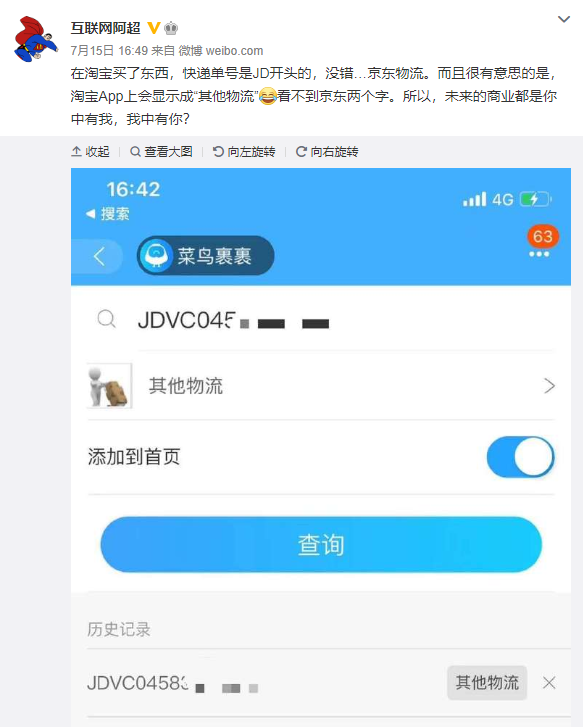 互联网阿超
7月15日 16:49 来自 微博 weibo.com
在淘宝买了东西，快递单号是JD开头的，没错…京东物流。而且很有意思的是，
淘宝App上会显示成“其他物流”😂看不到京东两个字。所以，未来的商业都是你
中有我，我中有你？
收起 查看大图 向左旋转 向右旋转
16:42
4G
搜索
63
菜鸟裹裹
JDVC045
其他物流
添加到首页
查询
历史记录
JDVC0458
其他物流